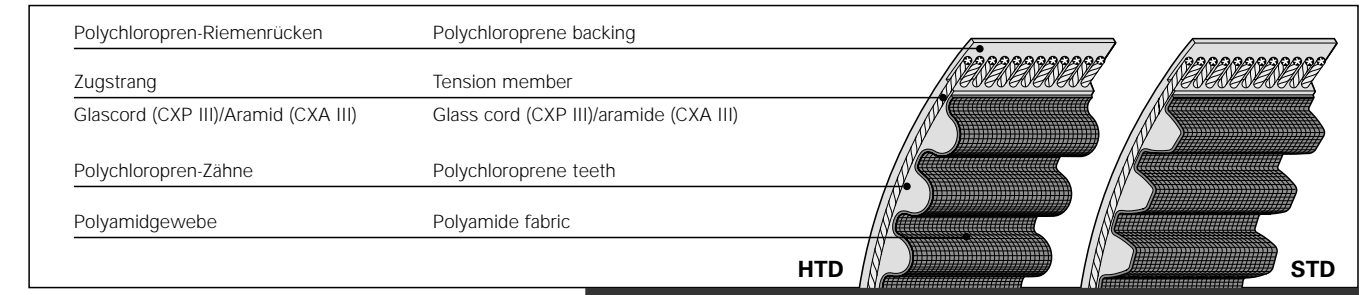 Polychloropren-Riemenrücken Polychloroprene backing
Zugstrang Tension member
Glascord (CXP III)/Aramid (CXA III) Glass cord (CXP III)/aramide (CXA III)
Polychloropren-Zähne Polychloroprene teeth
Polyamidgewebe Polyamide fabric
HTD STD